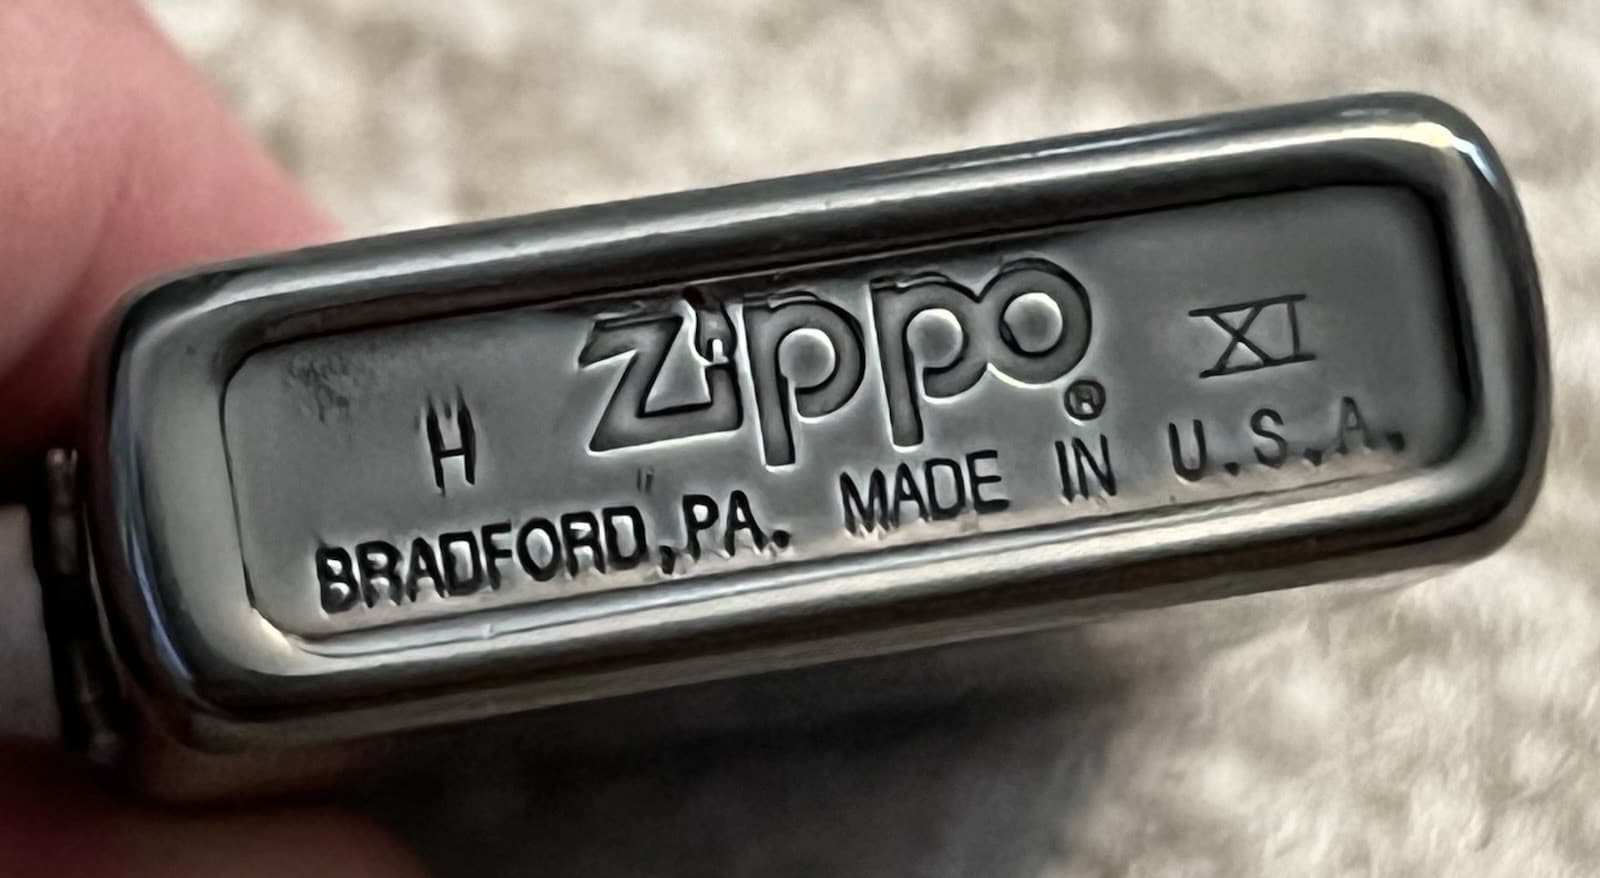 H Zippo ® XI
BRADFORD, PA. MADE IN U.S.A.